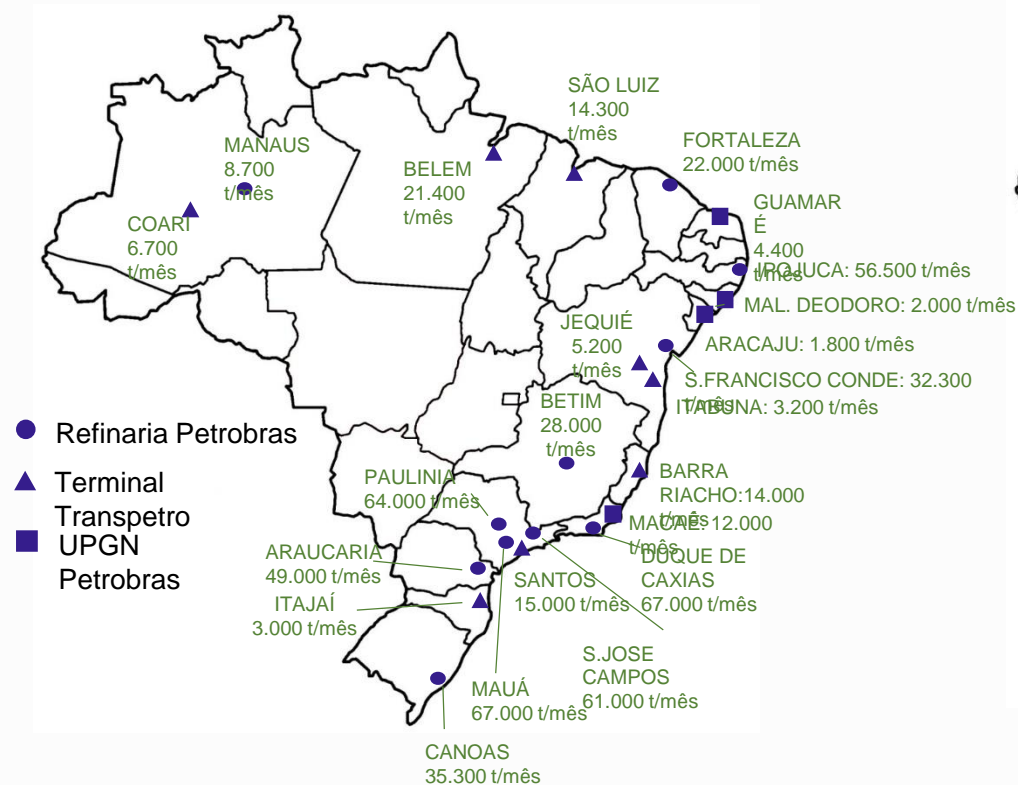 SÃO LUIZ
14.300
t/mês
MANAUS
8.700
t/mês
BELEM
21.400
t/mês
FORTALEZA
22.000 t/mês
GUAMAR
É
4.400
t/mês
COARI
6.700
t/mês
IPOJUCA: 56.500 t/mês
MAL. DEODORO: 2.000 t/mês
JEQUIÉ
5.200
t/mês
ARACAJU: 1.800 t/mês
S.FRANCISCO CONDE: 32.300
t/mês
ITABUNA: 3.200 t/mês
BETIM
28.000
t/mês
Refinaria Petrobras
Terminal
Transpetro
UPGN
Petrobras
PAULINIA
64.000 t/mês
BARRA
RIACHO:14.000
t/mês
MACAÉ: 12.000
t/mês
DUQUE DE
CAXIAS
67.000 t/mês
ARAUCARIA
49.000 t/mês
SANTOS
15.000 t/mês
ITAJAÍ
3.000 t/mês
S.JOSE
CAMPOS
61.000 t/mês
MAUÁ
67.000 t/mês
CANOAS
35.300 t/mês